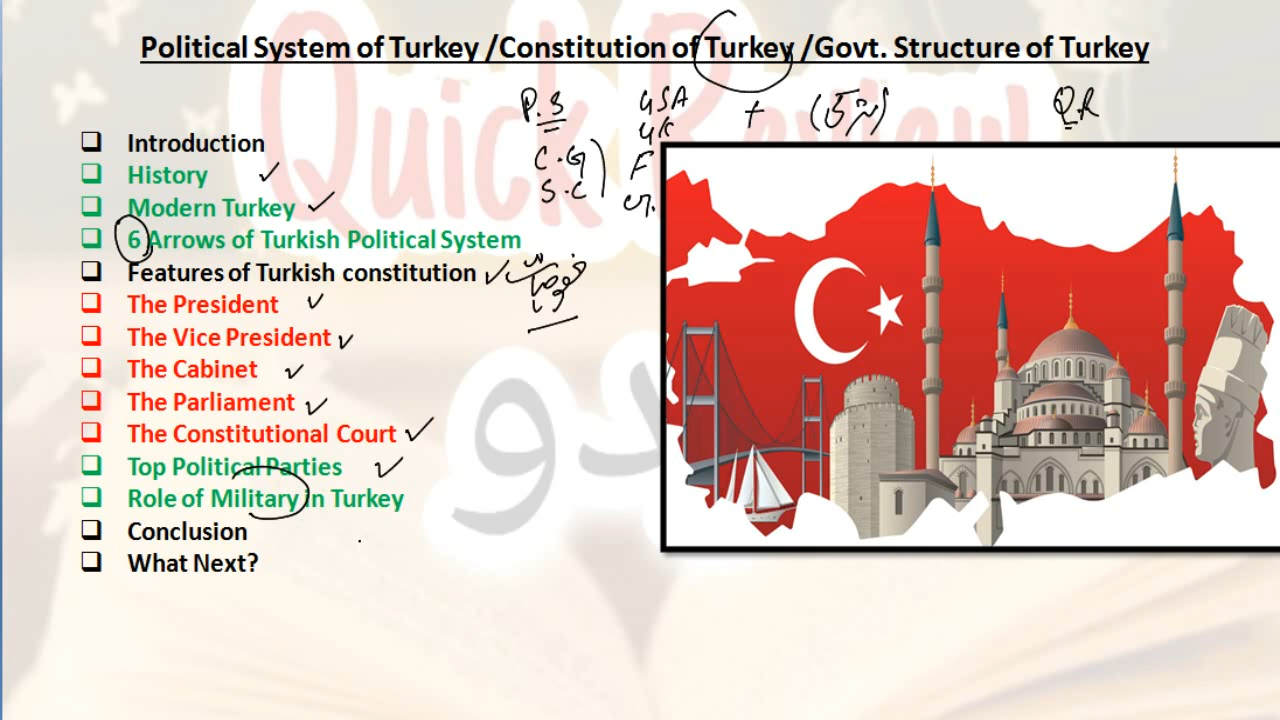 Political System of Turkey /Constitution of Turkey /Govt. Structure of Turkey
P.S
USA
+
Q.R
UK
C.G
F
S.C
Introduction
History
Modern Turkey
6 Arrows of Turkish Political System
Features of Turkish constitution
The President
The Vice President
The Cabinet
The Parliament
The Constitutional Court
Top Political Parties
Role of Military in Turkey
Conclusion
What Next?
Quick Review